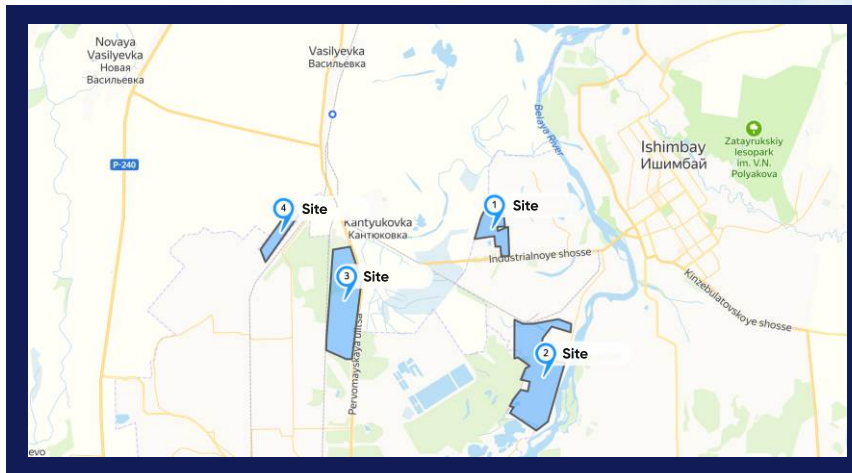 Novaya
Vasilyevka
Новая
Васильевка
Vasilyevka
Васильевка
Belaya River
Ishimbay
Ишимбай
Zatayrukskiy
lesopark
im. V.N.
Polyakova
P-240
4 Site
1 Site
Kantyukovka
Кантюковка
Industrialnoye shosse
3 Site
Kinzebulatovskoye shosse
2 Site
Pervomayskaya ulitsa
evo